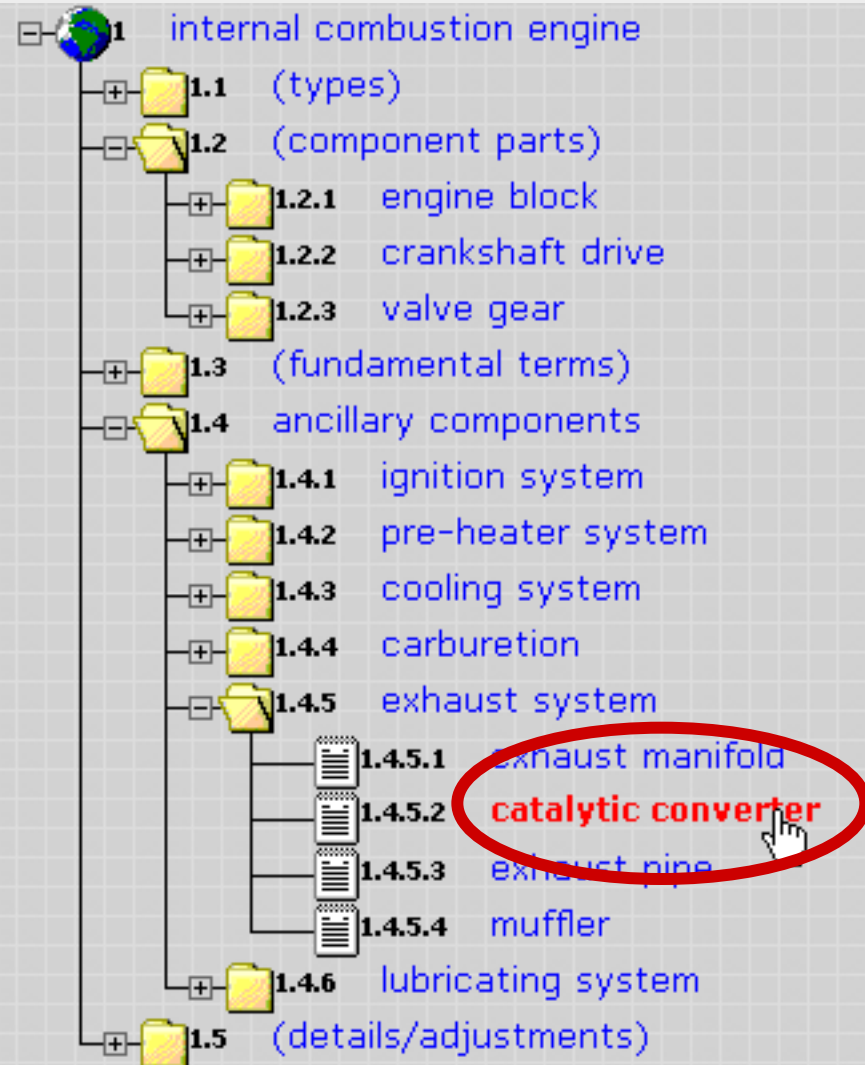 1 internal combustion engine
1.1 (types)
1.2 (component parts)
1.2.1 engine block
1.2.2 crankshaft drive
1.2.3 valve gear
1.3 (fundamental terms)
1.4 ancillary components
1.4.1 ignition system
1.4.2 pre-heater system
1.4.3 cooling system
1.4.4 carburetion
1.4.5 exhaust system
1.4.5.1 exhaust manifold
1.4.5.2 catalytic converter
1.4.5.3 exhaust pipe
1.4.5.4 muffler
1.4.6 lubricating system
1.5 (details/adjustments)